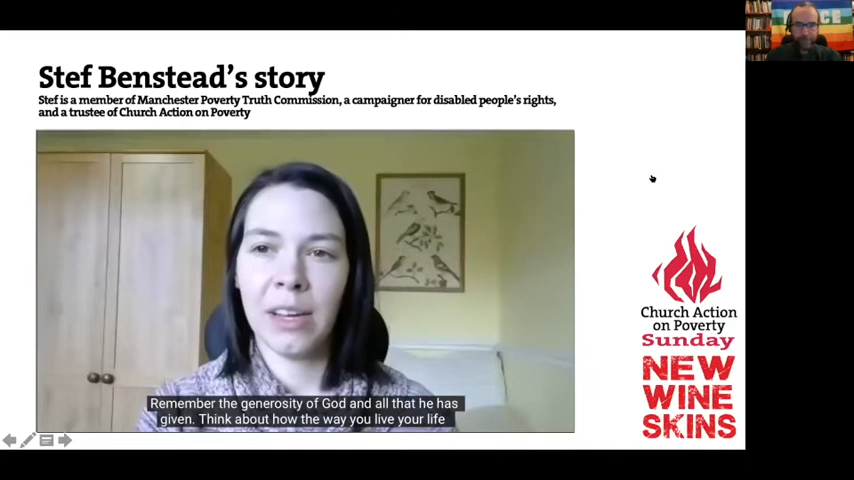 Stef Benstead's story
Stef is a member of Manchester Poverty Truth Commission, a campaigner for disabled people's rights,
and a trustee of Church Action on Poverty
Remember the generosity of God and all that he has
given. Think about how the way you live your life
Church Action
on Poverty
Sunday
NEW
WINE
SKINS